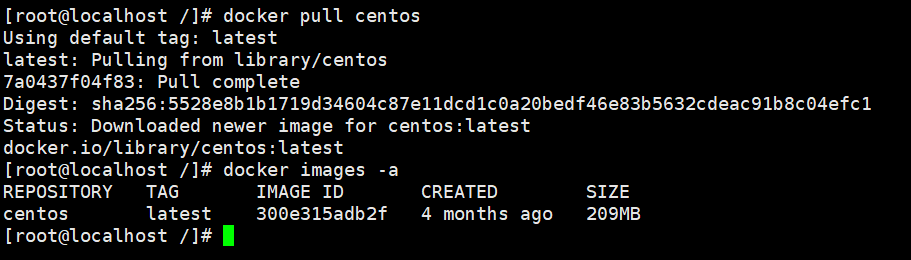 [root@localhost /]# docker pull centos
Using default tag: latest
latest: Pulling from library/centos
7a0437f04f83: Pull complete
Digest: sha256:5528e8b1b1719d34604c87e11dcd1c0a20bedf46e83b5632cdeac91b8c04efc1
Status: Downloaded newer image for centos:latest
docker.io/library/centos:latest
[root@localhost /]# docker images -a
REPOSITORY   TAG       IMAGE ID       CREATED        SIZE
centos       latest    300e315adb2f   4 months ago   209MB
[root@localhost /]#